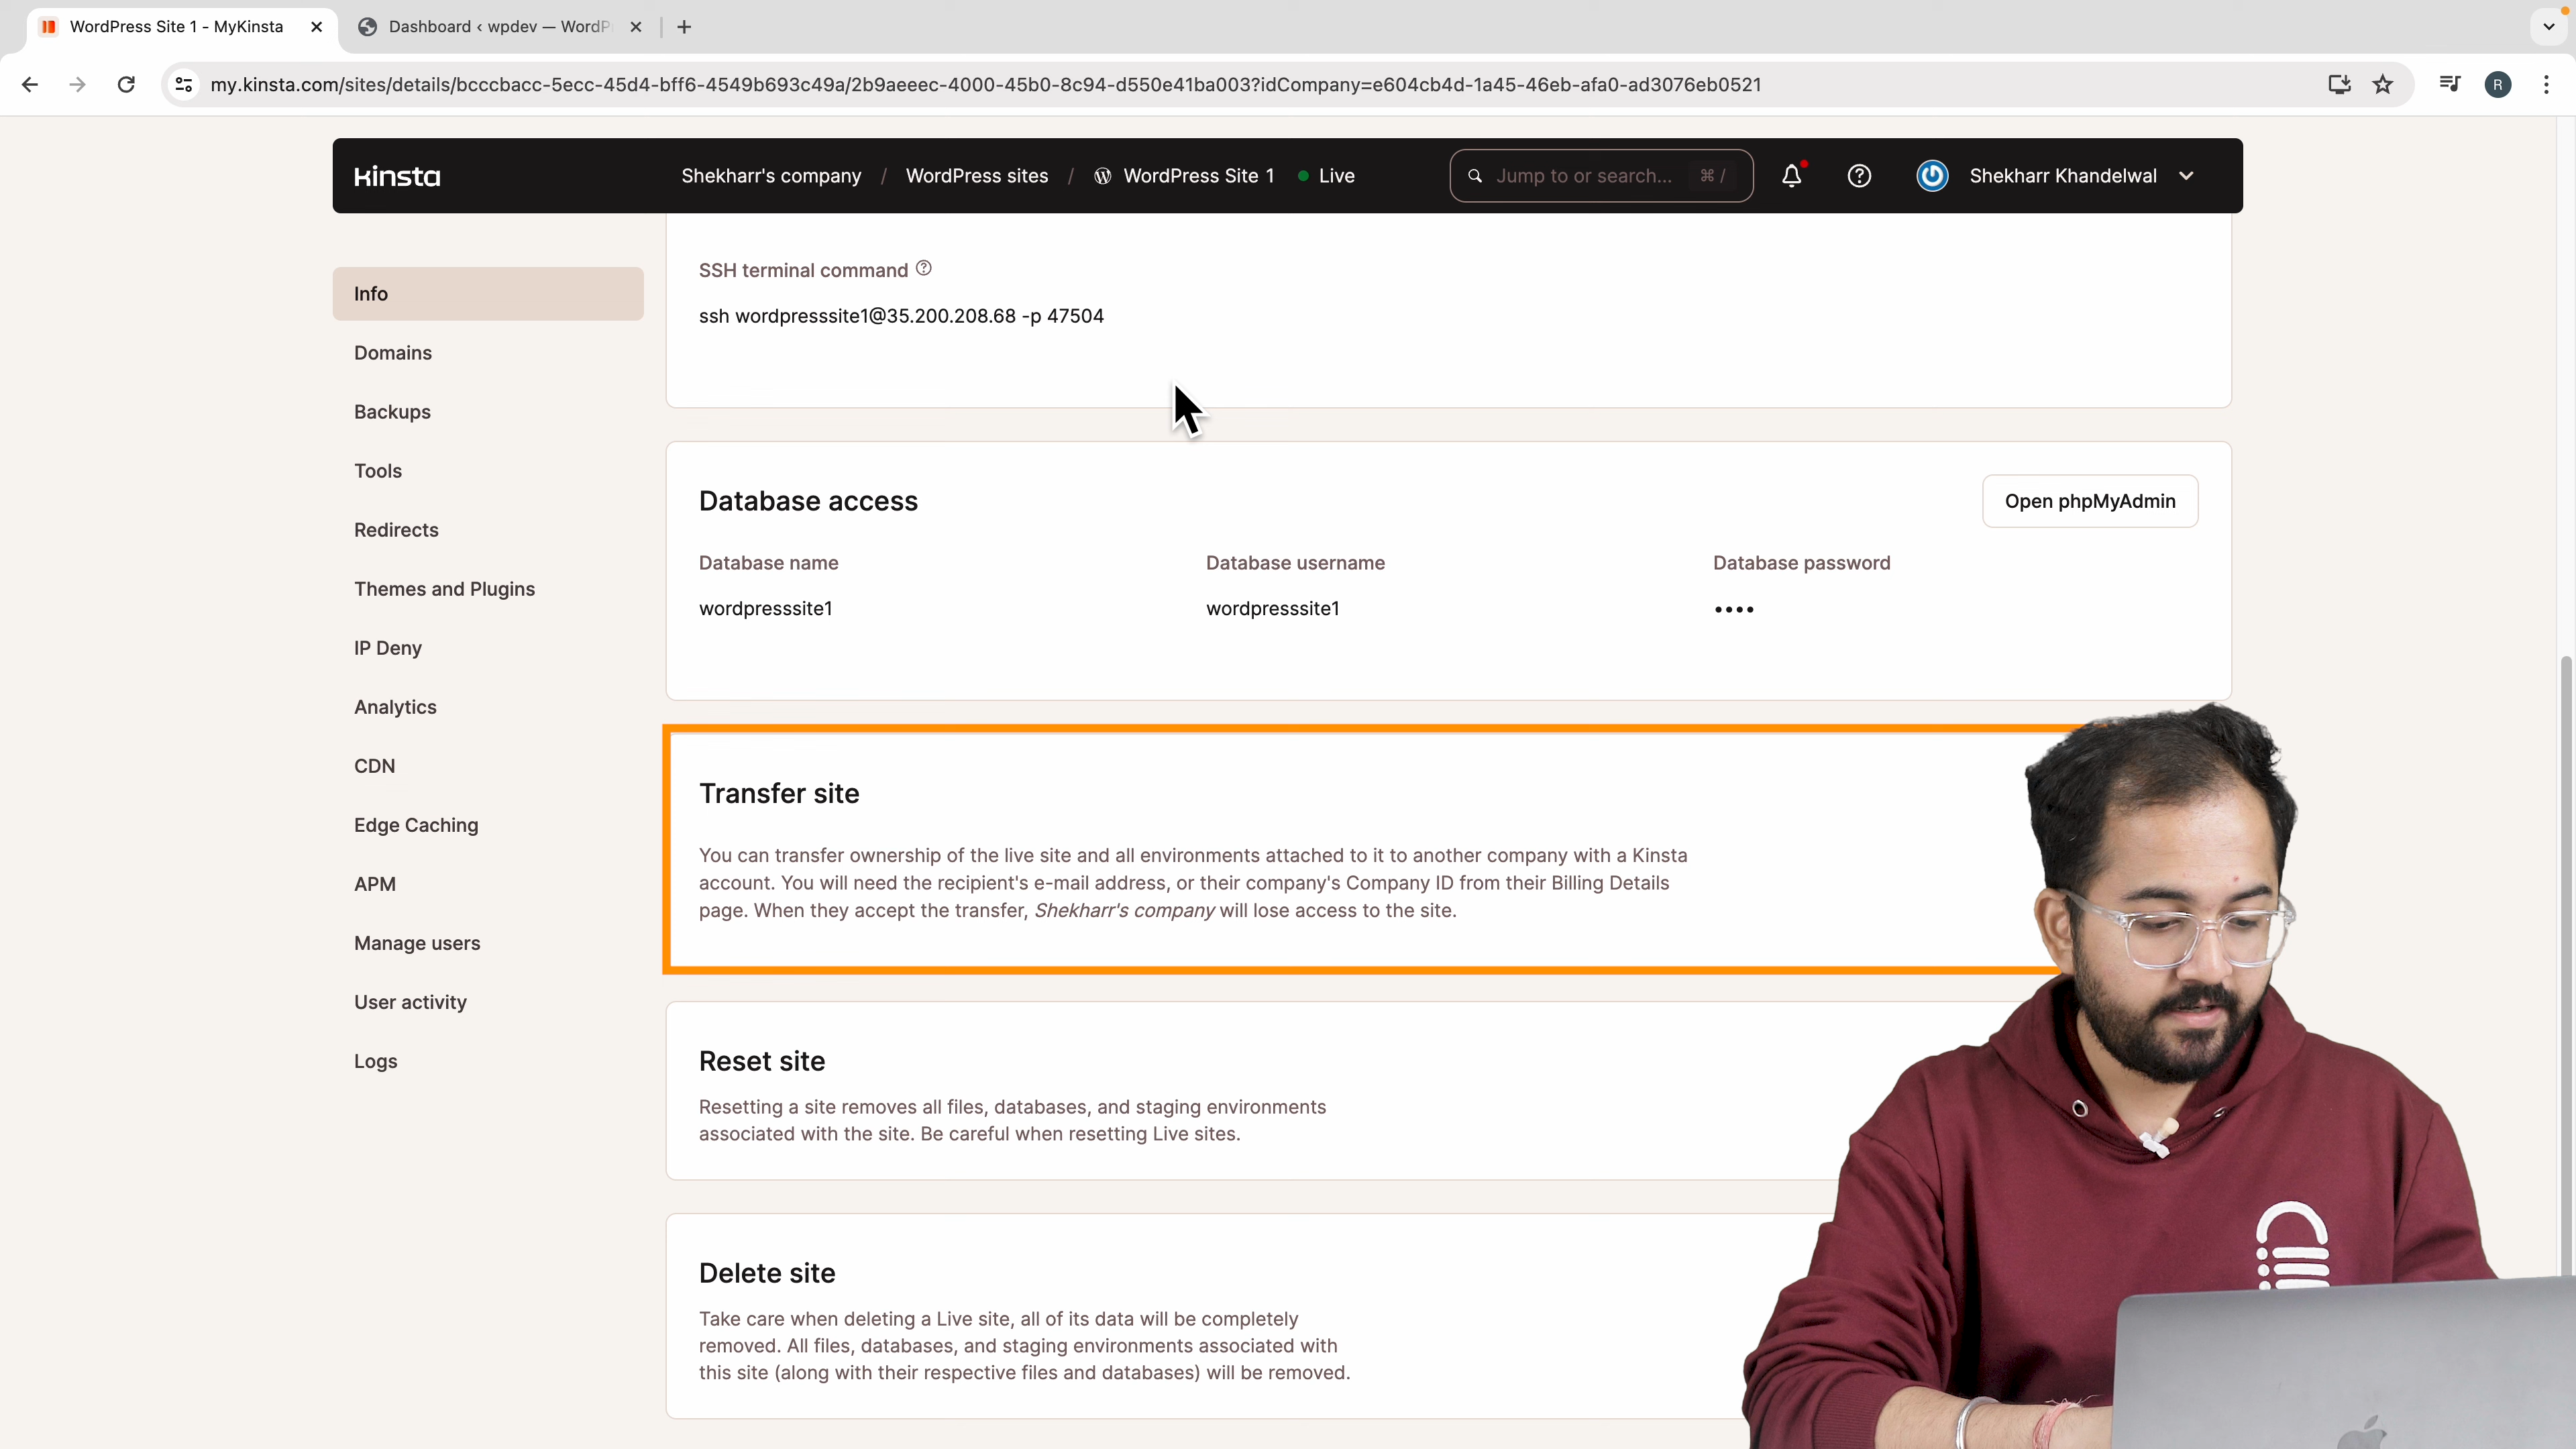 WordPress Site 1 - MyKinsta
Dashboard ‹ wpdev — WordP
my.kinsta.com/sites/details/bcccbacc-5ecc-45d4-bff6-4549b693c49a/2b9aeeec-4000-45b0-8c94-d550e41ba003?idCompany=e604cb4d-1a45-46eb-afa0-ad3076eb0521
R
Kinsta
Shekharr's company / WordPress sites / WordPress Site 1 Live
Jump to or search... ⌘ /
Shekharr Khandelwal
Info
Domains
Backups
Tools
Redirects
Themes and Plugins
IP Deny
Analytics
CDN
Edge Caching
APM
Manage users
User activity
Logs
SSH terminal command
ssh wordpresssite1@35.200.208.68 -p 47504
Database access
Open phpMyAdmin
Database name
Database username
Database password
wordpresssite1
wordpresssite1
••••
Transfer site
You can transfer ownership of the live site and all environments attached to it to another company with a Kinsta
account. You will need the recipient's e-mail address, or their company's Company ID from their Billing Details
page. When they accept the transfer, Shekharr's company will lose access to the site.
Reset site
Resetting a site removes all files, databases, and staging environments
associated with the site. Be careful when resetting Live sites.
Delete site
Take care when deleting a Live site, all of its data will be completely
removed. All files, databases, and staging environments associated with
this site (along with their respective files and databases) will be removed.